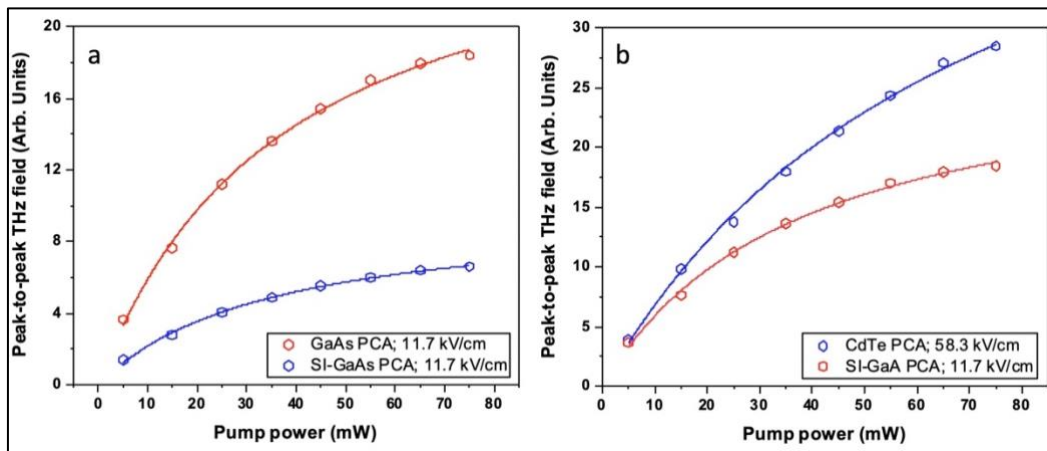 a
Peak-to-peak THz field (Arb. Units)
20
16
12
8
4
0
GaAs PCA; 11.7 kV/cm
SI-GaAs PCA; 11.7 kV/cm
0 10 20 30 40 50 60 70 80
Pump power (mW)
b
Peak-to-peak THz field (Arb. Units)
30
25
20
15
10
5
0
CdTe PCA; 58.3 kV/cm
SI-GaA PCA; 11.7 kV/cm
0 10 20 30 40 50 60 70 80
Pump power (mW)